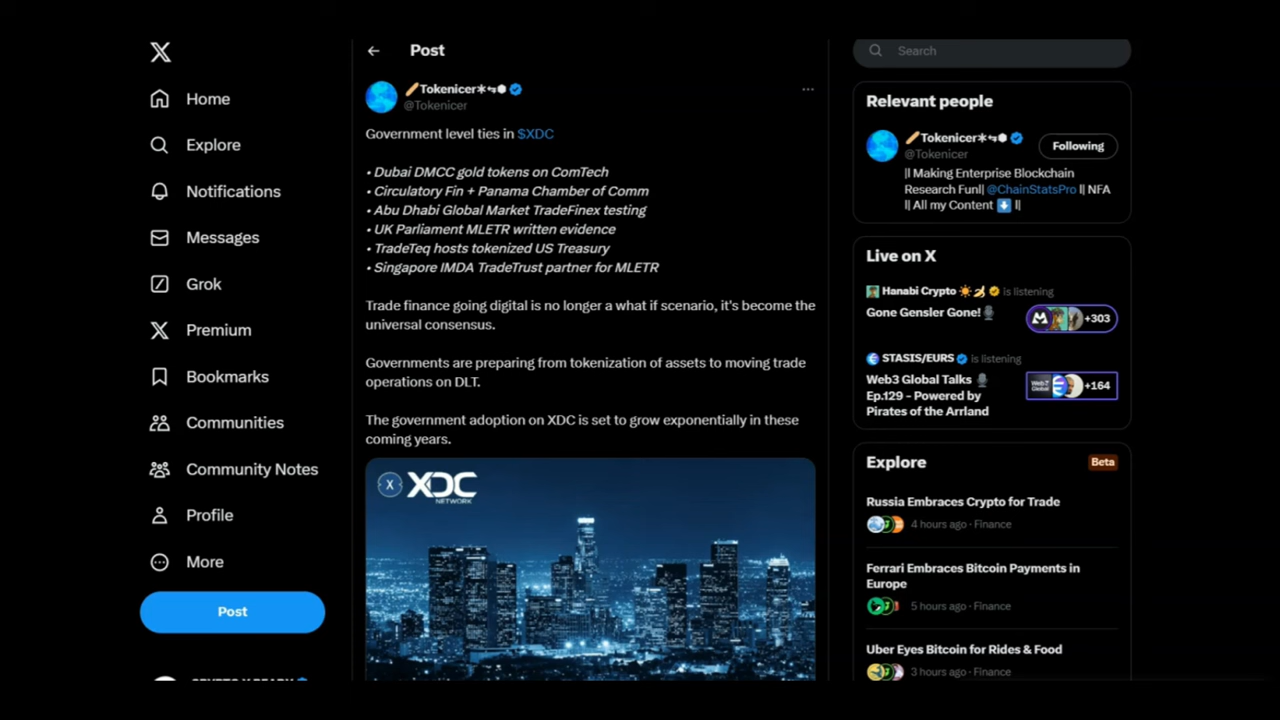 Home
Explore
Notifications
Messages
Grok
Premium
Bookmarks
Communities
Community Notes
Profile
More
Post
Post
Tokenicer
@Tokenicer
Government level ties in $XDC
• Dubai DMCC gold tokens on ComTech
• Circulatory Fin + Panama Chamber of Comm
• Abu Dhabi Global Market TradeFinex testing
• UK Parliament MLETR written evidence
• TradeTeq hosts tokenized US Treasury
• Singapore IMDA TradeTrust partner for MLETR
Trade finance going digital is no longer a what if scenario, it's become the
universal consensus.
Governments are preparing from tokenization of assets to moving trade
operations on DLT.
The government adoption on XDC is set to grow exponentially in these
coming years.
X XDC
NETWORK
Search
Relevant people
Tokenicer
@Tokenicer
Following
|| Making Enterprise Blockchain
Research Fun|| @ChainStatsPro || NFA
|| All my Content ⬇️ ||
Live on X
Hanabi Crypto is listening
Gone Gensler Gone!
+303
STASIS/EURS is listening
Web3 Global Talks
Ep.129 - Powered by
Pirates of the Arrland
Web3
Global
+164
Explore
Beta
Russia Embraces Crypto for Trade
4 hours ago · Finance
Ferrari Embraces Bitcoin Payments in
Europe
5 hours ago · Finance
Uber Eyes Bitcoin for Rides & Food
3 hours ago · Finance